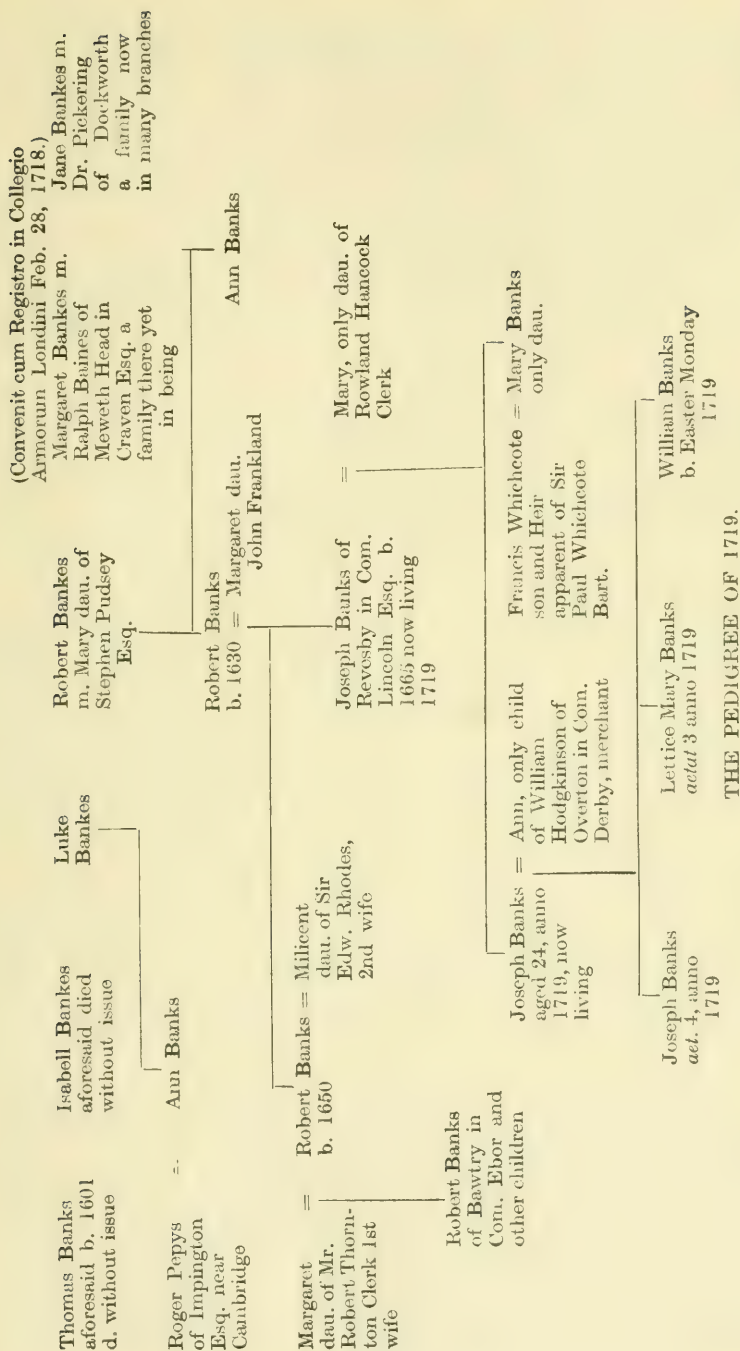 (Convenit cum Registro in Collegio
Armorum Londini Feb. 28, 1718.)
Thomas Banks
aforesaid b. 1601
d. without issue
Isabell Bankes
aforesaid died
without issue
Luke
Bankes
Robert Bankes
m. Mary dau. of
Stephen Pudsey
Esq.
Margaret Bankes m.
Ralph Baines of
Meweth Head in
Craven Esq. a
family there yet
in being
Jane Bankes m.
Dr. Pickering
of Dockworth
a family now
in many branches
Roger Pepys
of Impington
Esq. near
Cambridge
=
Ann Banks
Robert Banks
b. 1630 = Margaret dau.
John Frankland
Ann Banks
Margaret
dau. of Mr.
Robert Thorn-
ton Clerk 1st
wife
=
Robert Banks = Milicent
b. 1650
dau. of Sir
Edw. Rhodes,
2nd wife
Joseph Banks of
Revesby in Com.
Lincoln Esq. b.
1665 now living
1719
=
Mary, only dau. of
Rowland Hancock
Clerk
Robert Banks
of Bawtry in
Com. Ebor and
other children
Joseph Banks = Ann, only child
aged 24, anno
1719, now
living
of William
Hodgkinson of
Overton in Com.
Derby, merchant
Francis Whichcote = Mary Banks
son and Heir
apparent of Sir
Paul Whichcote
Bart.
only dau.
Joseph Banks
aet. 4, anno
1719
Lettice Mary Banks
aetat 3 anno 1719
William Banks
b. Easter Monday
1719
THE PEDIGREE OF 1719.